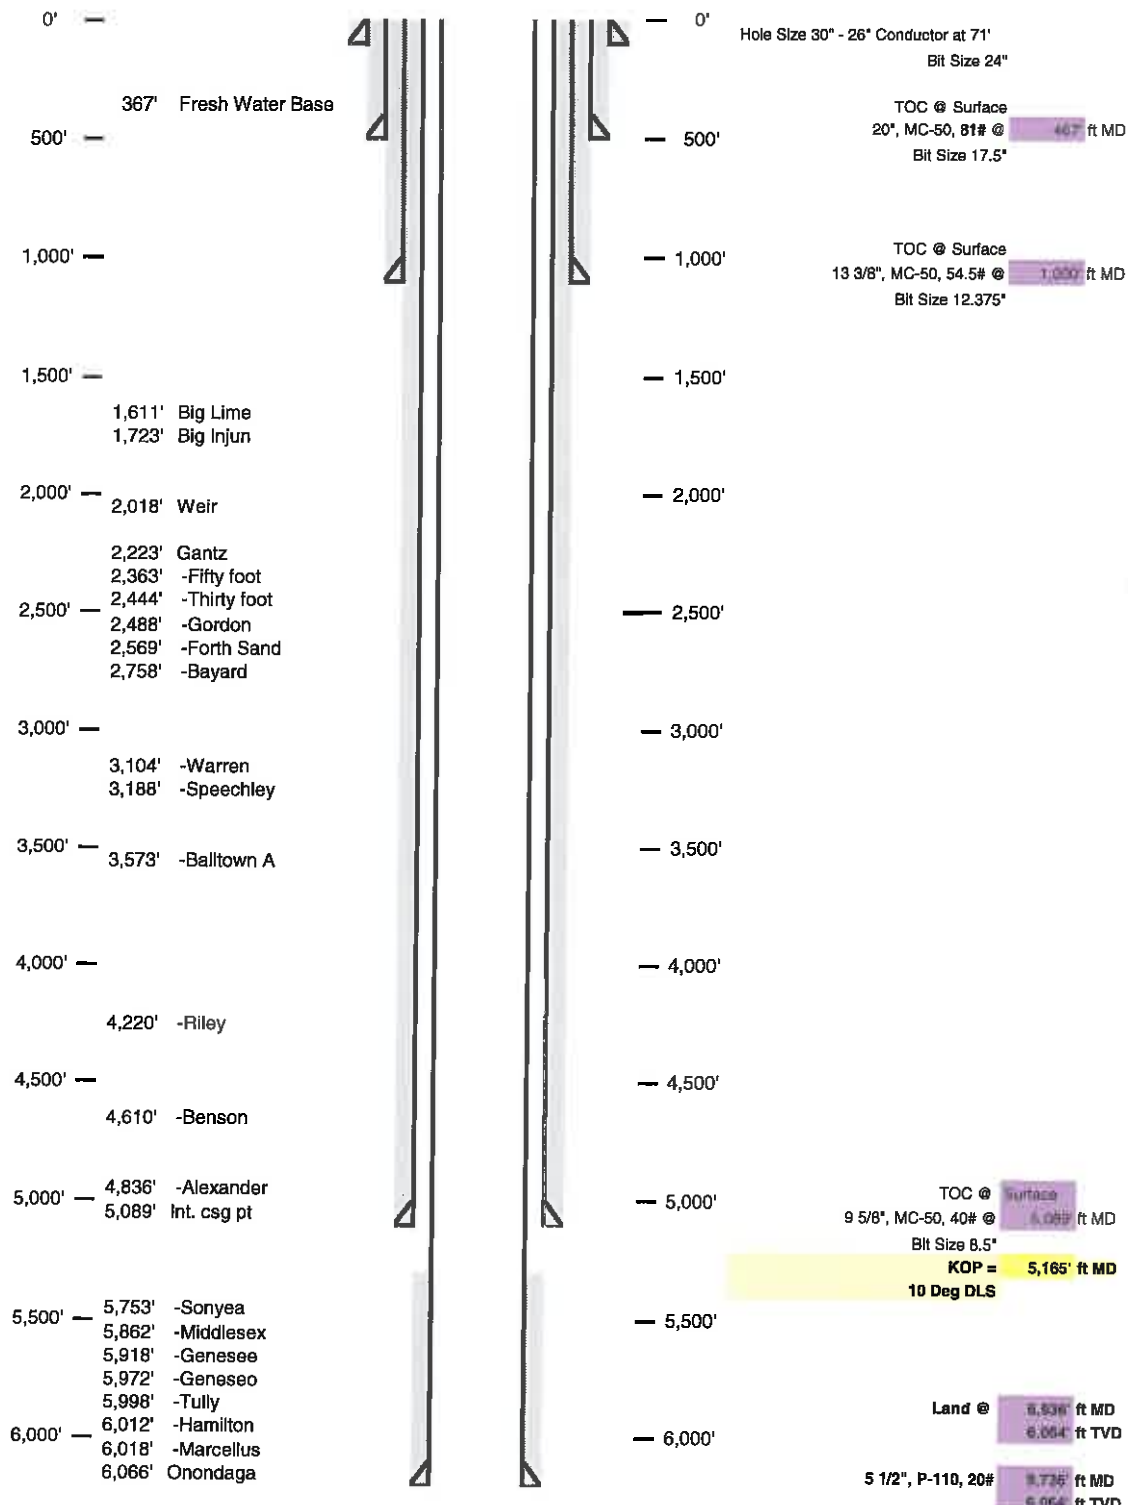 0'
0'
Hole Size 30" - 26" Conductor at 71'
Bit Size 24"
367' Fresh Water Base
TOC @ Surface
500'
500'
20", MC-50, 81# @ 467' ft MD
Bit Size 17.5"
1,000'
1,000'
TOC @ Surface
13 3/8", MC-50, 54.5# @ 1,000' ft MD
Bit Size 12.375"
1,500'
1,500'
1,611' Big Lime
1,723' Big Injun
2,000'
2,000'
2,018' Weir
2,223' Gantz
2,363' -Fifty foot
2,444' -Thirty foot
2,500'
2,500'
2,488' -Gordon
2,569' -Forth Sand
2,758' -Bayard
3,000'
3,000'
3,104' -Warren
3,188' -Speechley
3,500'
3,500'
3,573' -Balltown A
4,000'
4,000'
4,220' -Riley
4,500'
4,500'
4,610' -Benson
4,836' -Alexander
5,000'
5,000'
TOC @ Surface
5,089' Int. csg pt
9 5/8", MC-50, 40# @ 5,089' ft MD
Bit Size 8.5"
KOP = 5,165' ft MD
10 Deg DLS
5,500'
5,500'
5,753' -Sonyea
5,862' -Middlesex
5,918' -Genesee
5,972' -Geneseo
5,998' -Tully
Land @ ft MD
6,012' -Hamilton
6,064' ft TVD
6,000'
6,000'
6,018' -Marcellus
6,066' Onondaga
5 1/2", P-110, 20# ft MD
ft TVD